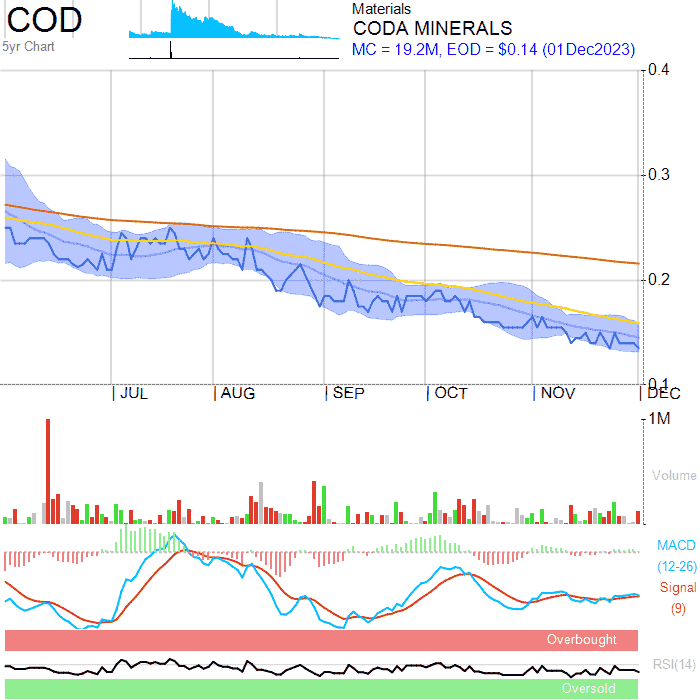 COD
5yr Chart
Materials
CODA MINERALS
MC = 19.2M, EOD = $0.14 (01Dec2023)
0.4
0.3
0.2
0.1
JUL
AUG
SEP
OCT
NOV
DEC
1M
Volume
MACD
(12-26)
Signal
(9)
Overbought
RSI(14)
Oversold